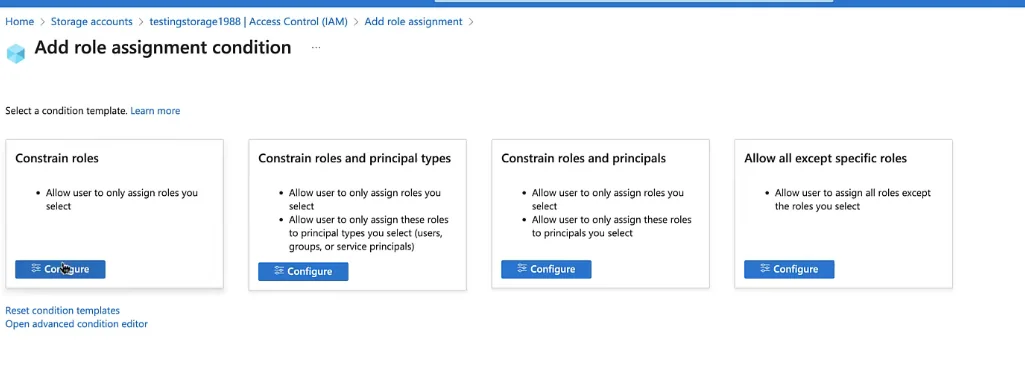 Home > Storage accounts > testingstorage1988 | Access Control (IAM) > Add role assignment >
Add role assignment condition ...
Select a condition template. Learn more
Constrain roles
• Allow user to only assign roles you
select
Configure
Constrain roles and principal types
• Allow user to only assign roles you
select
• Allow user to only assign these roles
to principal types you select (users,
groups, or service principals)
Configure
Constrain roles and principals
• Allow user to only assign roles you
select
• Allow user to only assign these roles
to principals you select
Configure
Allow all except specific roles
• Allow user to assign all roles except
the roles you select
Configure
Reset condition templates
Open advanced condition editor